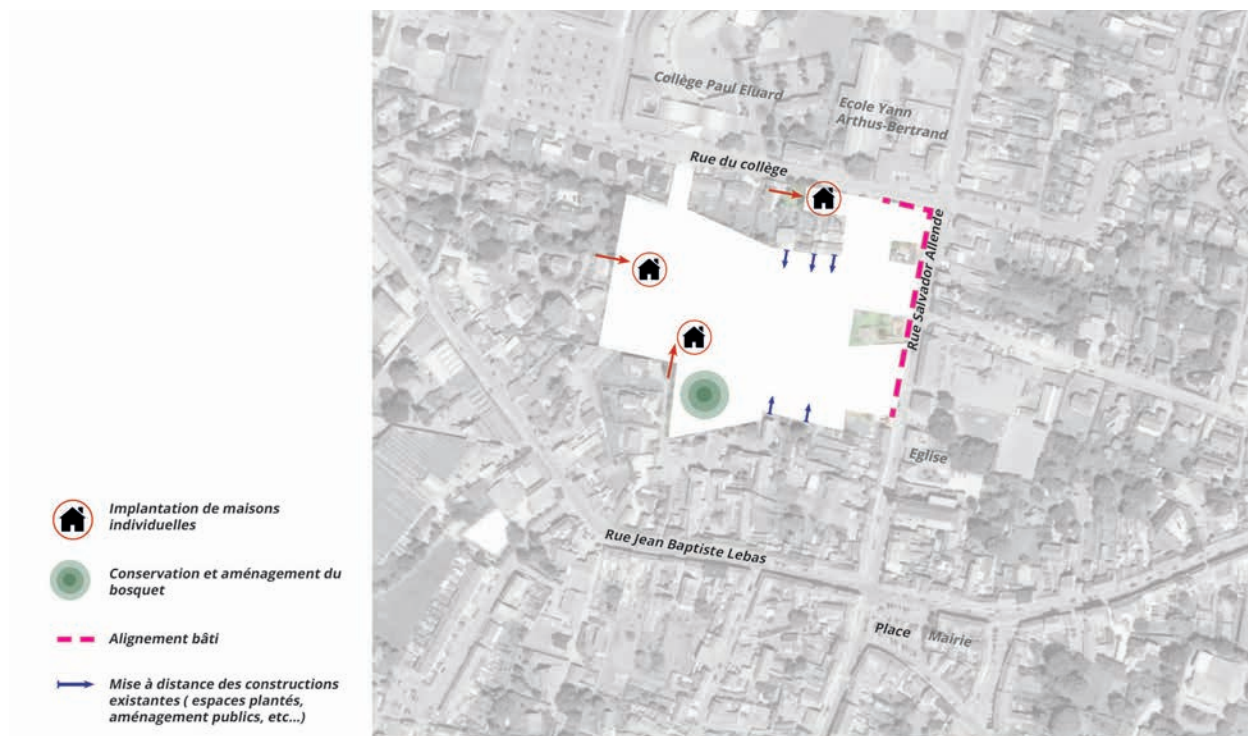 Collège Paul Eluard
Ecole Yann
Arthus-Bertrand
Rue du collège
Rue Salvador Allende
Eglise
Rue Jean Baptiste Lebas
Place
Mairie
Implantation de maisons
individuelles
Conservation et aménagement du
bosquet
Alignement bâti
Mise à distance des constructions
existantes ( espaces plantés,
aménagement publics, etc...)